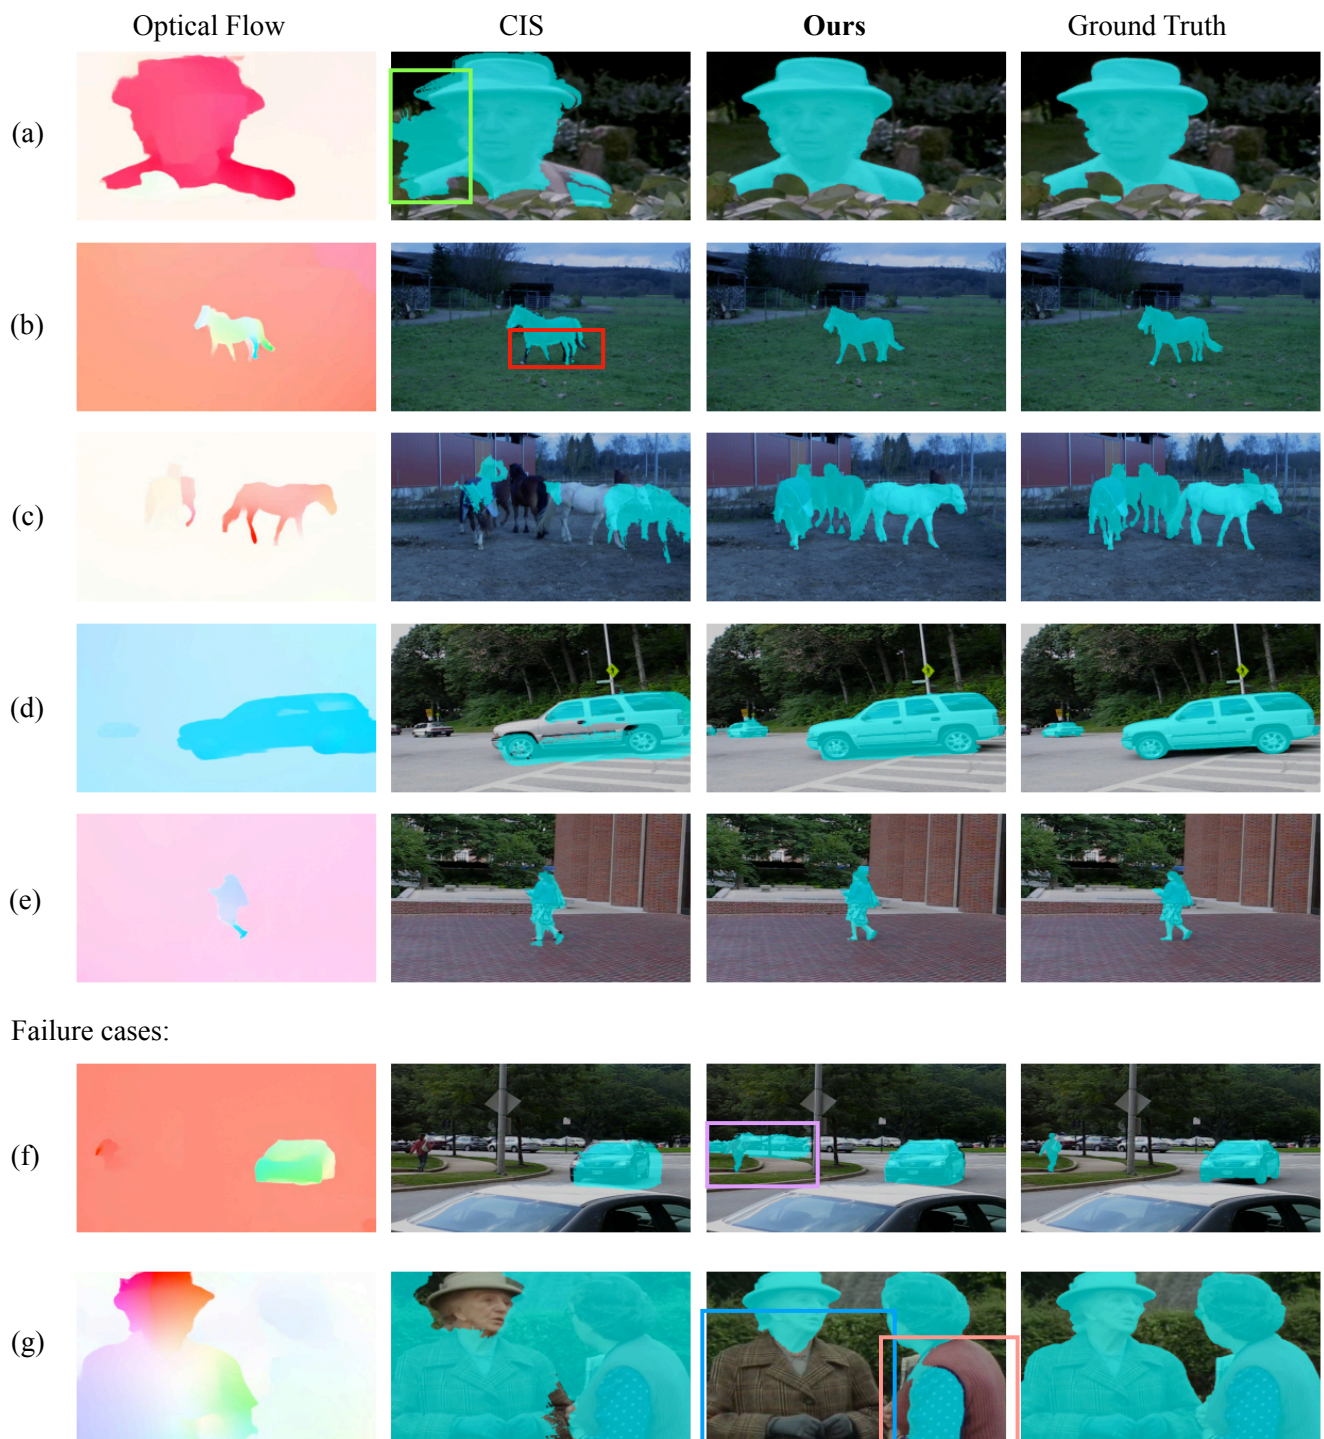 Optical Flow CIS Ours Ground Truth
(a)
(b)
(c)
(d)
(e)
Failure cases:
(f)
(g)